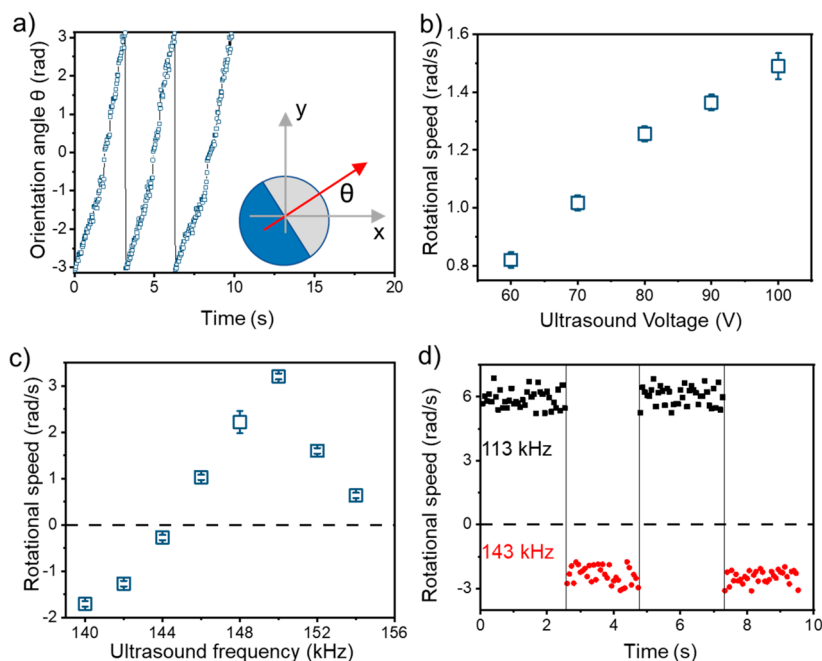 a)
Orientation angle θ (rad)
3
2
1
0
-1
-2
-3
0 5 10 15 20
Time (s)
y
θ
x
b)
Rotational speed (rad/s)
1.6
1.4
1.2
1.0
0.8
60 70 80 90 100
Ultrasound Voltage (V)
c)
Rotational speed (rad/s)
3
2
1
0
-1
-2
140 144 148 152 156
Ultrasound frequency (kHz)
d)
Rotational speed (rad/s)
6
3
0
-3
113 kHz
143 kHz
0 2 4 6 8 10
Time (s)